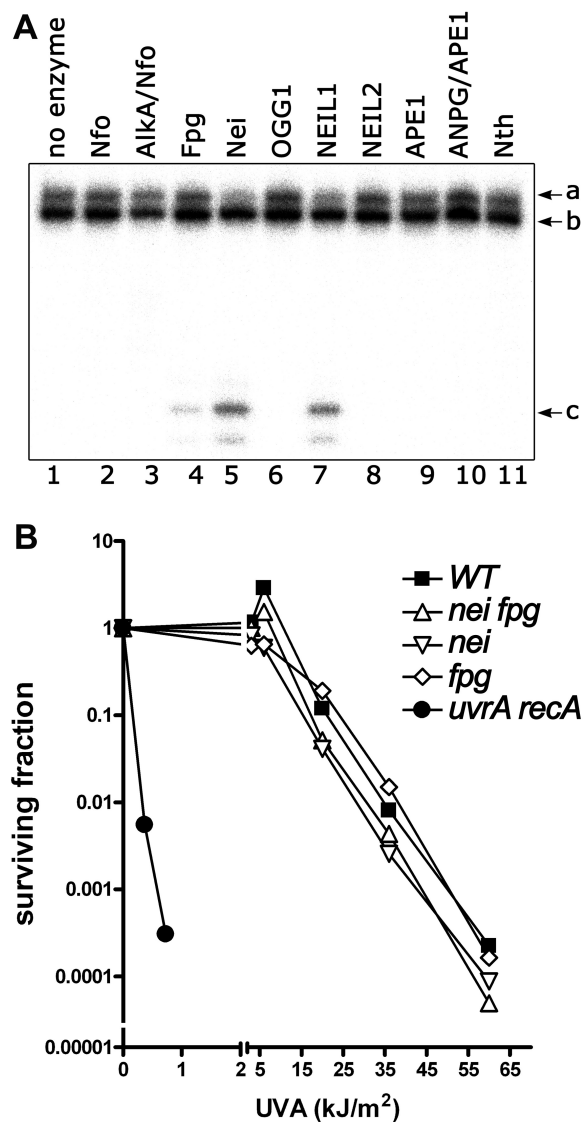 A
no enzyme
Nfo
AlkA/Nfo
Fpg
Nei
OGG1
NEIL1
NEIL2
APE1
ANPG/APE1
Nth
a
b
c
1 2 3 4 5 6 7 8 9 10 11
B
10
1
0.1
0.01
0.001
0.0001
0.00001
surviving fraction
WT
nei fpg
nei
fpg
uvrA recA
0 1 2 5 15 25 35 45 55 65
UVA (kJ/m²)